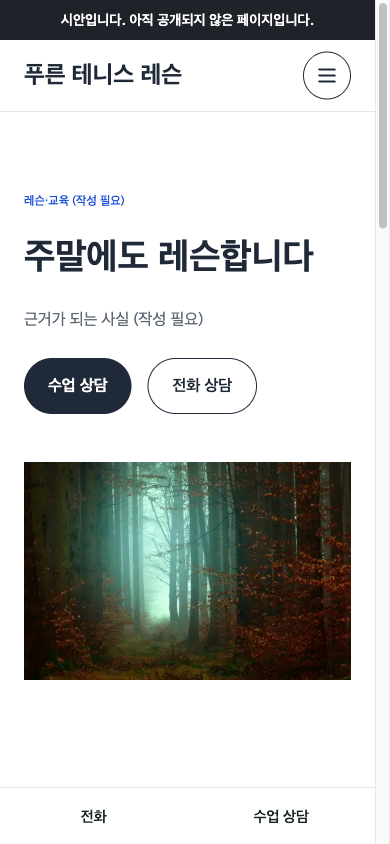 시안입니다. 아직 공개되지 않은 페이지입니다.
푸른 테니스 레슨
레슨·교육 (작성 필요)
주말에도 레슨합니다
근거가 되는 사실 (작성 필요)
수업 상담
전화 상담
전화
수업 상담